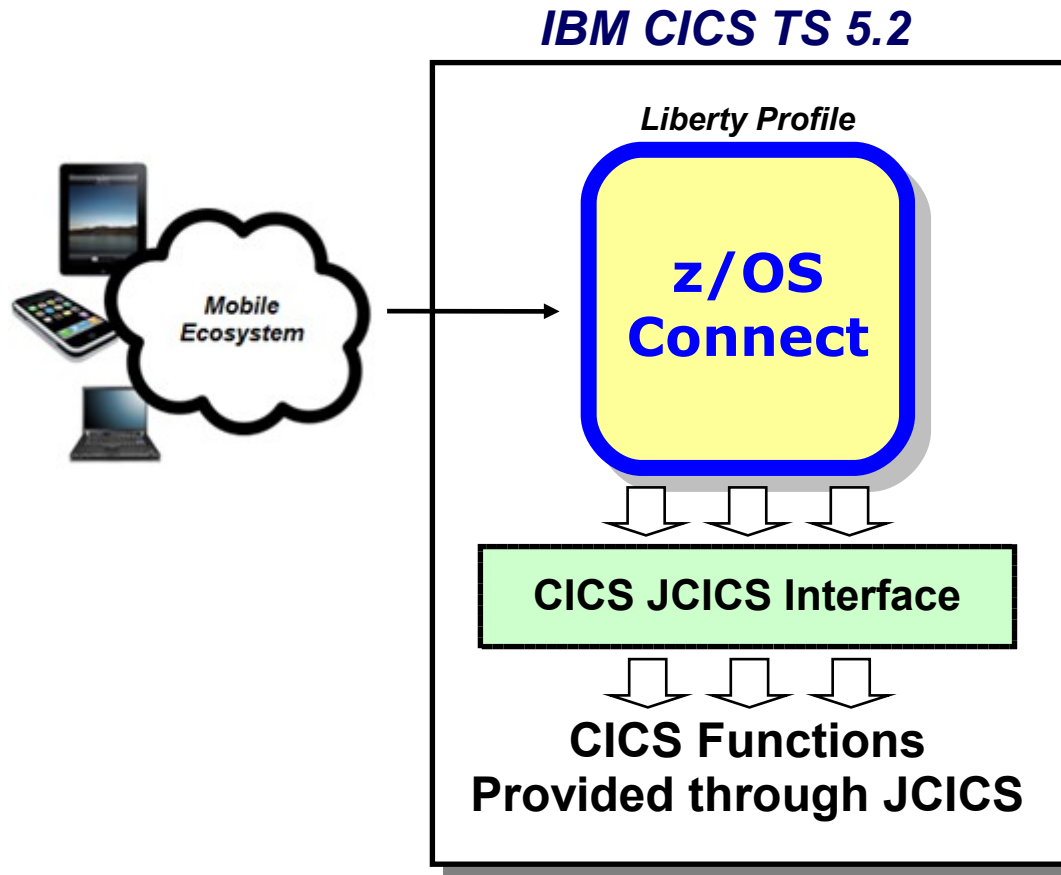 IBM CICS TS 5.2
Liberty Profile
z/OS
Connect
Mobile
Ecosystem
CICS JCICS Interface
CICS Functions
Provided through JCICS